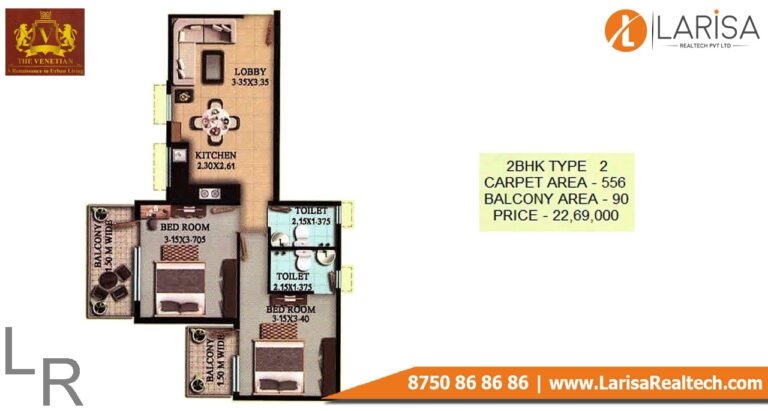 V
THE VENETIAN
A Renaissance in Urban Living
LARISA
REALTECH PVT LTD
LOBBY
3-35X3.35
KITCHEN
2.30X2.61
2BHK TYPE 2
CARPET AREA - 556
BALCONY AREA - 90
PRICE - 22,69,000
TOILET
2.15X1-375
BED ROOM
3-15X3-705
BALCONY
1.50 M WIDE
TOILET
2.15X1-375
BED ROOM
3-15X3-40
BALCONY
1.50 M WIDE
LR
8750 86 86 86 | www.LarisaRealtech.com